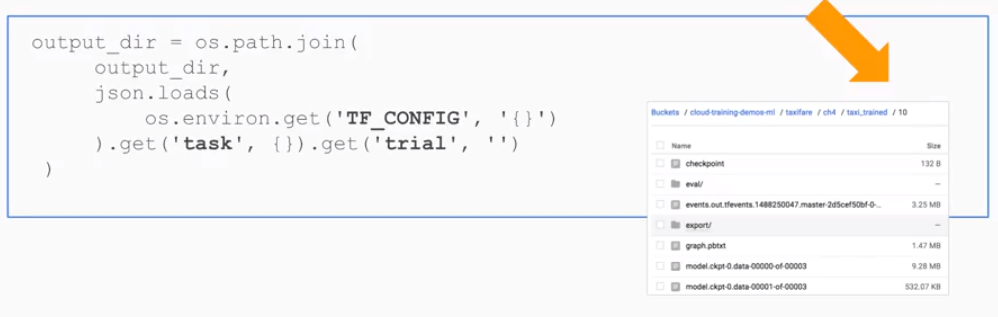 output_dir = os.path.join(
output_dir,
json.loads(
os.environ.get('TF_CONFIG', '{}')
).get('task', {}).get('trial', '')
)
Buckets / cloud-training-demos-ml / taxifare / ch4 / taxi_trained / 10
Name Size
checkpoint 132 B
eval/ –
events.out.tfevents.1488250047.master-2d5cef50bf-0-... 3.25 MB
export/ –
graph.pbtxt 1.47 MB
model.ckpt-0.data-00000-of-00003 9.28 MB
model.ckpt-0.data-00001-of-00003 532.07 KB